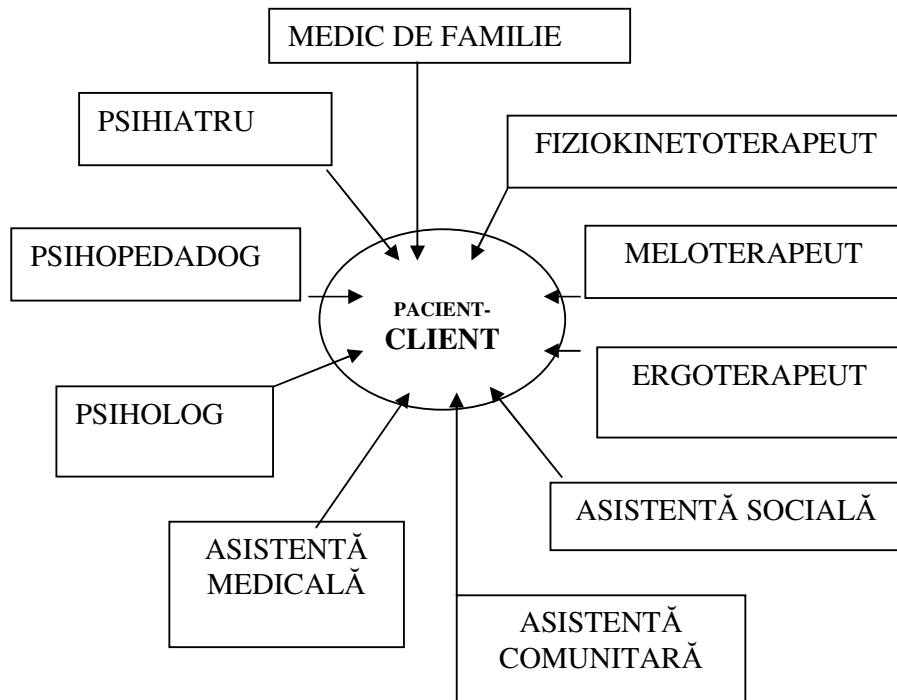 MEDIC DE FAMILIE
PSIHIATRU
FIZIOKINETOTERAPEUT
PSIHOPEDADOG
MELOTERAPEUT
PACIENT-
CLIENT
ERGOTERAPEUT
PSIHOLOG
ASISTENTĂ SOCIALĂ
ASISTENTĂ
MEDICALĂ
ASISTENTĂ
COMUNITARĂ